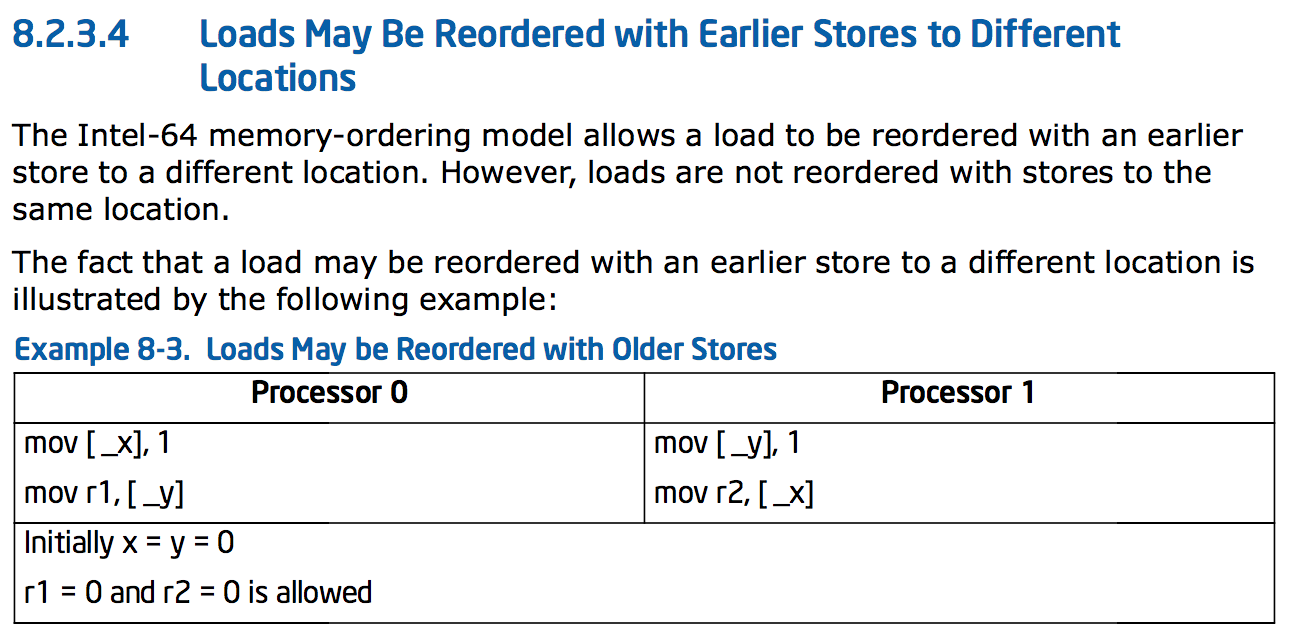 8.2.3.4 Loads May Be Reordered with Earlier Stores to Different
Locations
The Intel-64 memory-ordering model allows a load to be reordered with an earlier
store to a different location. However, loads are not reordered with stores to the
same location.
The fact that a load may be reordered with an earlier store to a different location is
illustrated by the following example:
Example 8-3. Loads May be Reordered with Older Stores
Processor 0 Processor 1
mov [ _x], 1 mov [ _y], 1
mov r1, [ _y] mov r2, [ _x]
Initially x = y = 0
r1 = 0 and r2 = 0 is allowed